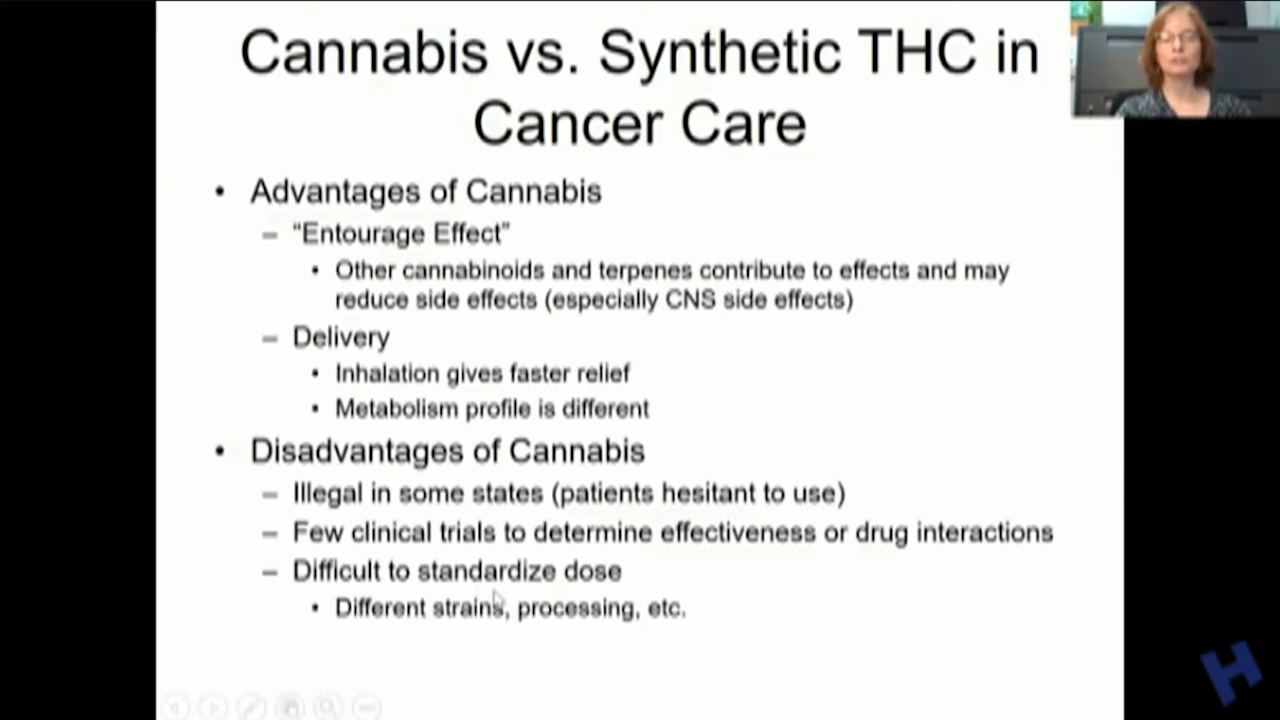 Cannabis vs. Synthetic THC in
Cancer Care
• Advantages of Cannabis
– "Entourage Effect"
• Other cannabinoids and terpenes contribute to effects and may
reduce side effects (especially CNS side effects)
– Delivery
• Inhalation gives faster relief
• Metabolism profile is different
• Disadvantages of Cannabis
– Illegal in some states (patients hesitant to use)
– Few clinical trials to determine effectiveness or drug interactions
– Difficult to standardize dose
• Different strains, processing, etc.
H